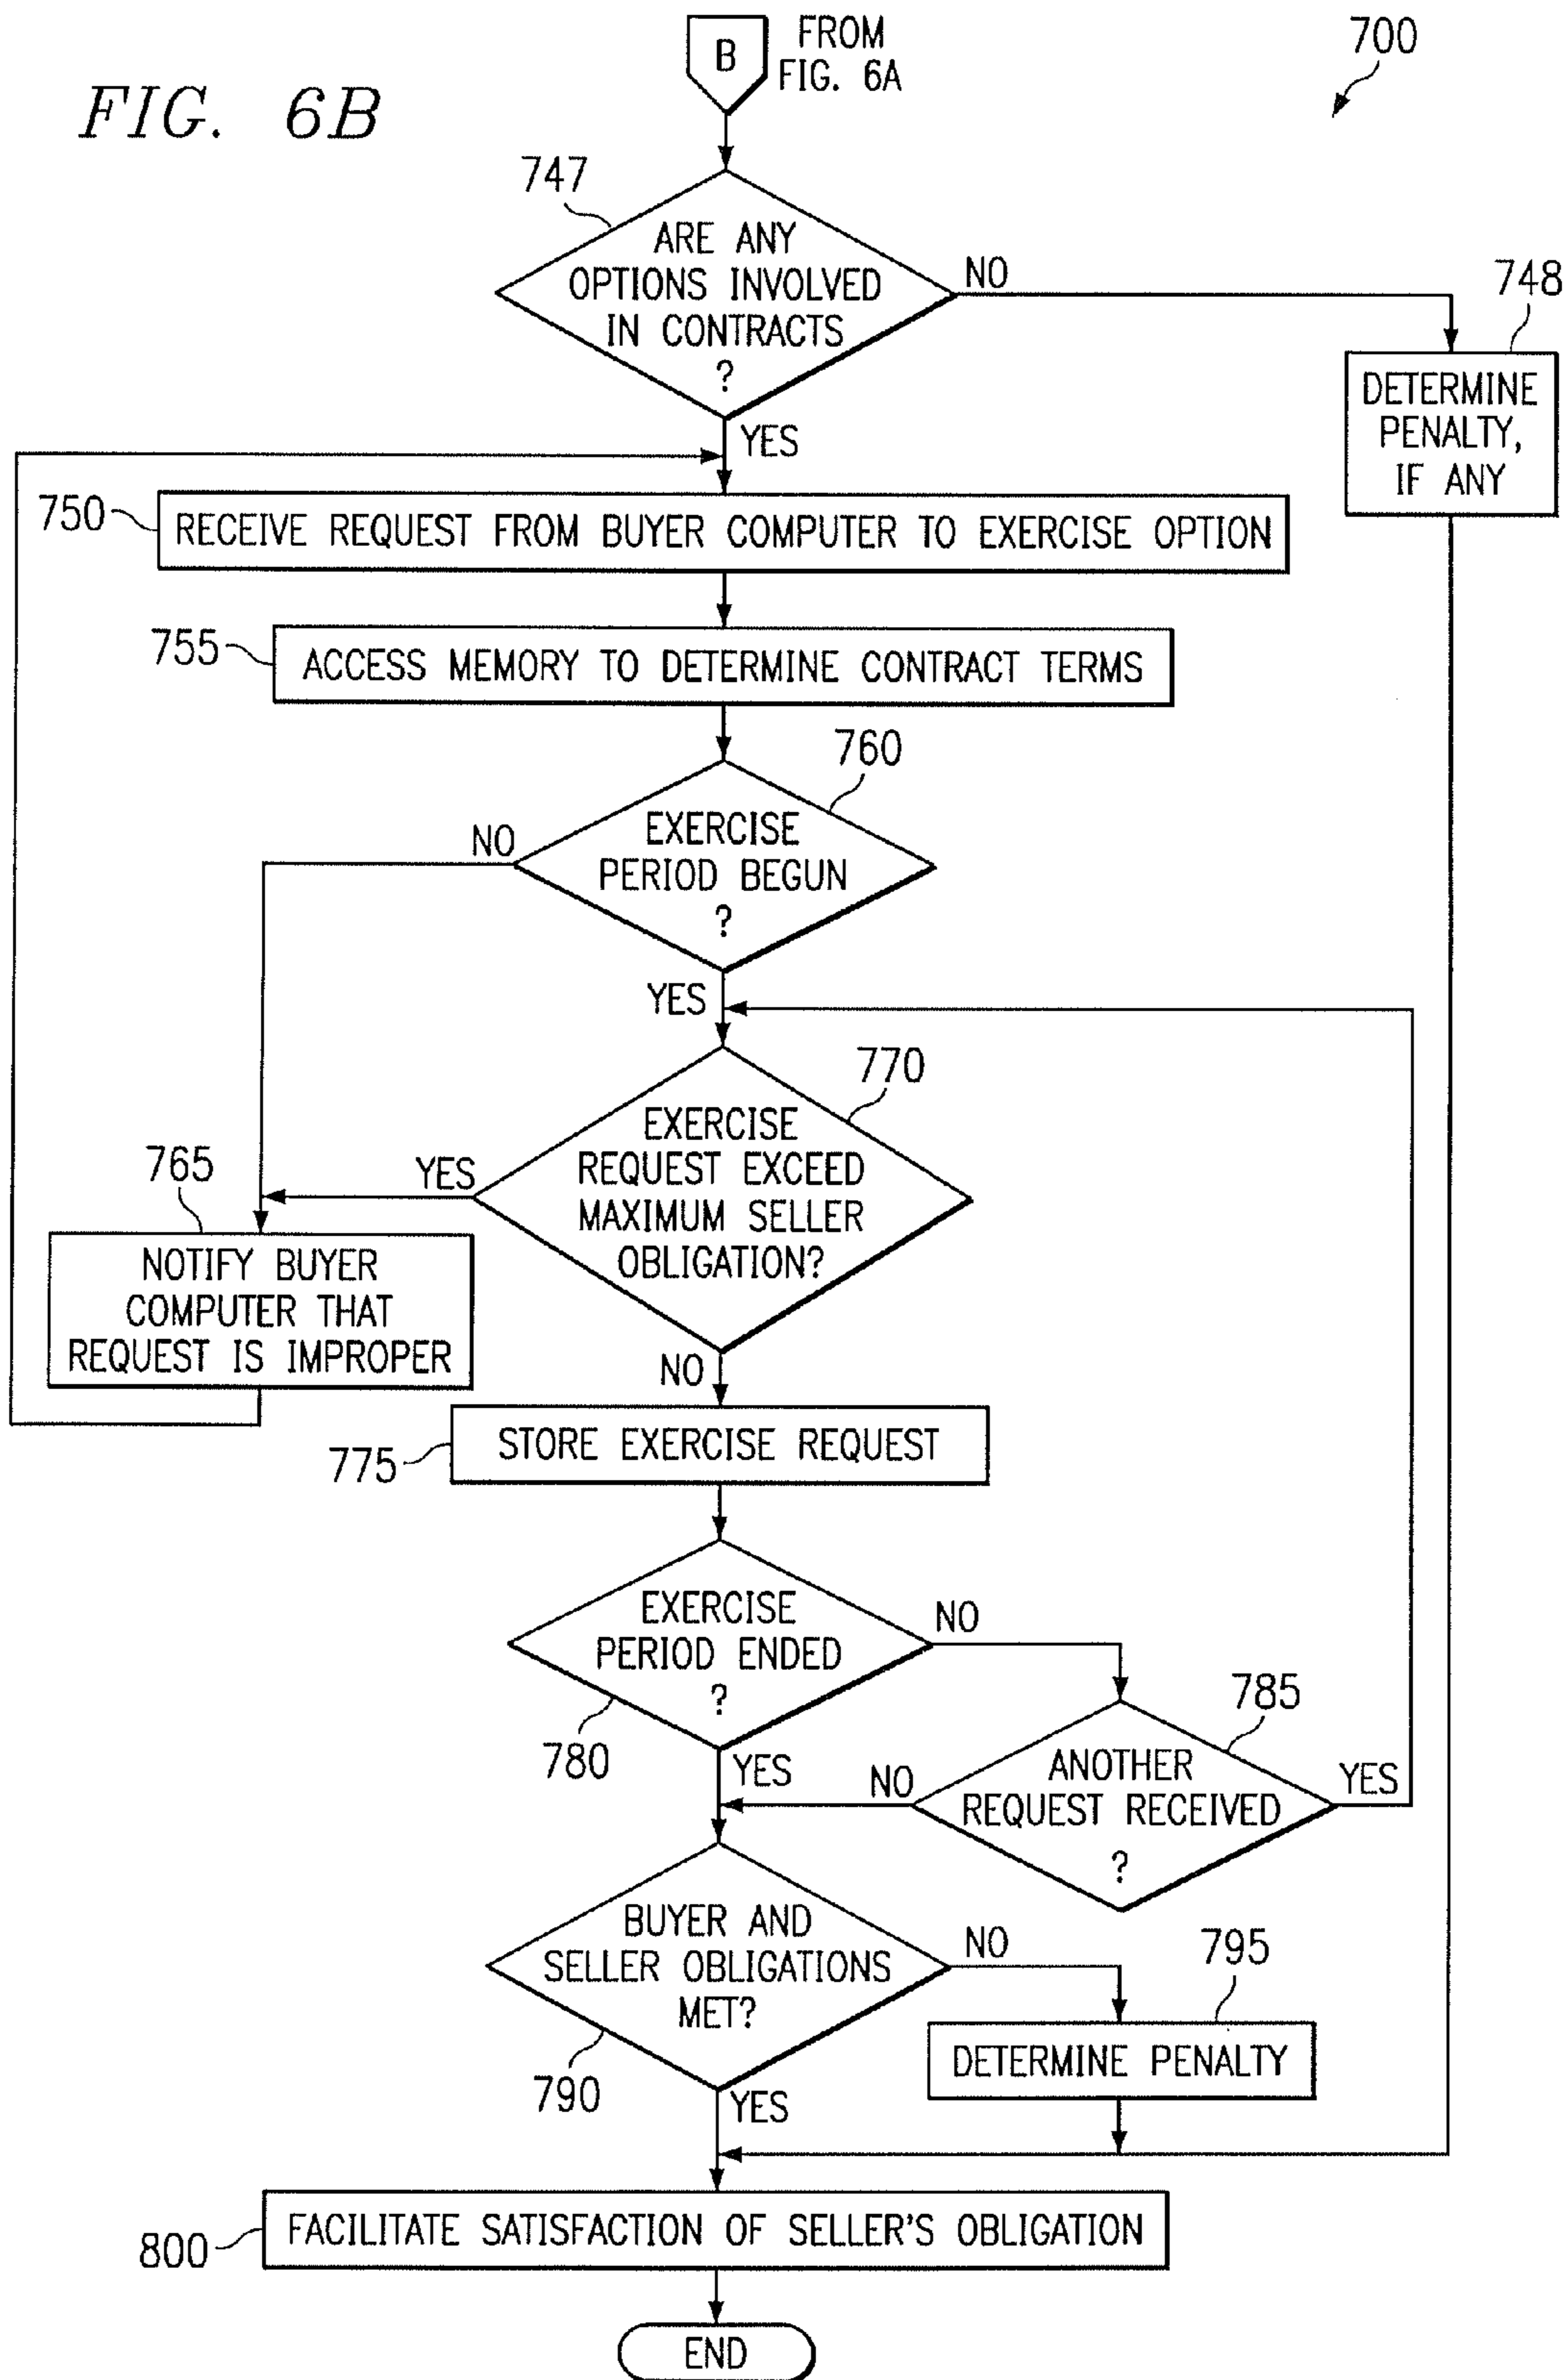 FROM
B
FIG. 6A
700
FIG. 6B
747
ARE ANY
OPTIONS INVOLVED
IN CONTRACTS
?
NO
748
DETERMINE
PENALTY,
IF ANY
YES
750
RECEIVE REQUEST FROM BUYER COMPUTER TO EXERCISE OPTION
755
ACCESS MEMORY TO DETERMINE CONTRACT TERMS
760
EXERCISE
PERIOD BEGUN
?
NO
YES
770
EXERCISE
REQUEST EXCEED
MAXIMUM SELLER
OBLIGATION?
YES
765
NOTIFY BUYER
COMPUTER THAT
REQUEST IS IMPROPER
NO
775
STORE EXERCISE REQUEST
EXERCISE
PERIOD ENDED
?
780
NO
785
YES
ANOTHER
REQUEST RECEIVED
?
NO
YES
BUYER AND
SELLER OBLIGATIONS
MET?
790
NO
795
DETERMINE PENALTY
YES
800
FACILITATE SATISFACTION OF SELLER'S OBLIGATION
END